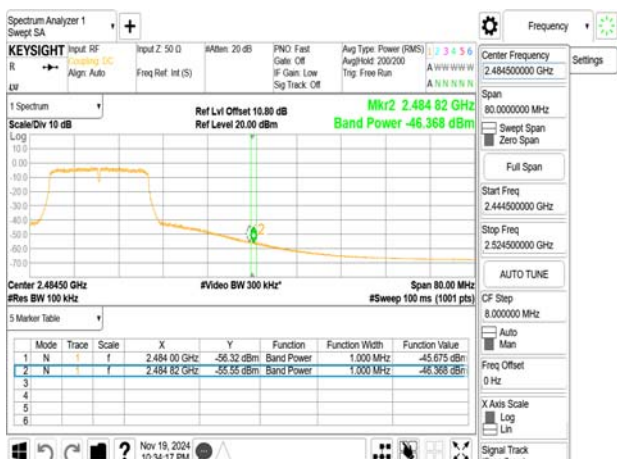 Spectrum Analyzer 1
Swept SA
+
Frequency
KEYSIGHT
Input: RF
Coupling: DC
Align: Auto
Input Z: 50 Ω
Freq Ref: Int (S)
#Atten: 20 dB
PNO: Fast
Gate: Off
IF Gain: Low
Sig Track: Off
Avg Type: Power (RMS)
Avg|Hold: 200/200
Trig: Free Run
1 2 3 4 5 6
A W W W W W
A N N N N N
R
LXI
Center Frequency
2.484500000 GHz
Settings
Span
80.0000000 MHz
Swept Span
Zero Span
Full Span
Start Freq
2.444500000 GHz
Stop Freq
2.524500000 GHz
AUTO TUNE
CF Step
8.000000 MHz
Auto
Man
Freq Offset
0 Hz
X Axis Scale
Log
Lin
Signal Track
1 Spectrum
Scale/Div 10 dB
Log
Ref Lvl Offset 10.80 dB
Ref Level 20.00 dBm
Mkr2 2.484 82 GHz
Band Power -46.368 dBm
10.0
0.00
-10.0
-20.0
-30.0
-40.0
-50.0
-60.0
-70.0
2
Center 2.48450 GHz
#Res BW 100 kHz
#Video BW 300 kHz*
Span 80.00 MHz
#Sweep 100 ms (1001 pts)
5 Marker Table
Mode Trace Scale X Y Function Function Width Function Value
1 N 1 f 2.484 00 GHz -56.32 dBm Band Power 1.000 MHz -45.675 dBm
2 N 1 f 2.484 82 GHz -55.55 dBm Band Power 1.000 MHz -46.368 dBm
3
4
5
6
?
Nov 19, 2024
10:34:17 PM